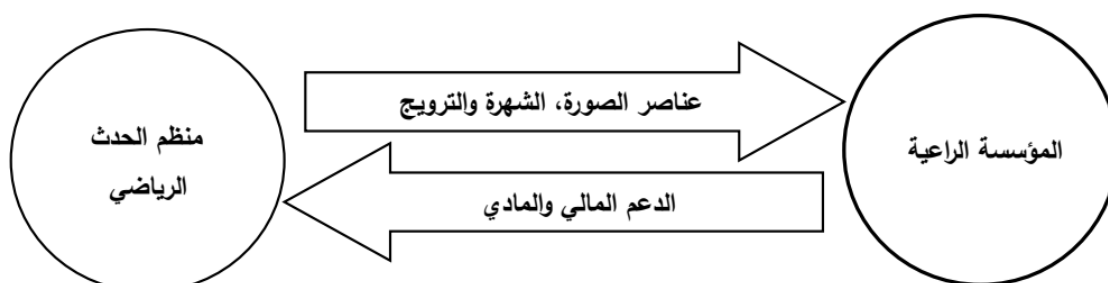 عناصر الصورة، الشهرة والترويج
منظم الحدث
الرياضي
المؤسسة الراعية
الدعم المالي والمادي